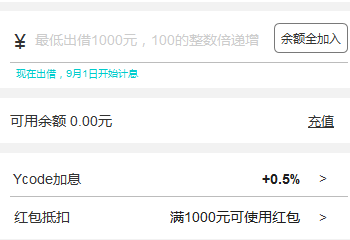 ¥ 最低出借1000元，100的整数倍递增 余额全加入
现在出借，9月1日开始计息
可用余额 0.00元 充值
Ycode加息 +0.5% >
红包抵扣 满1000元可使用红包 >